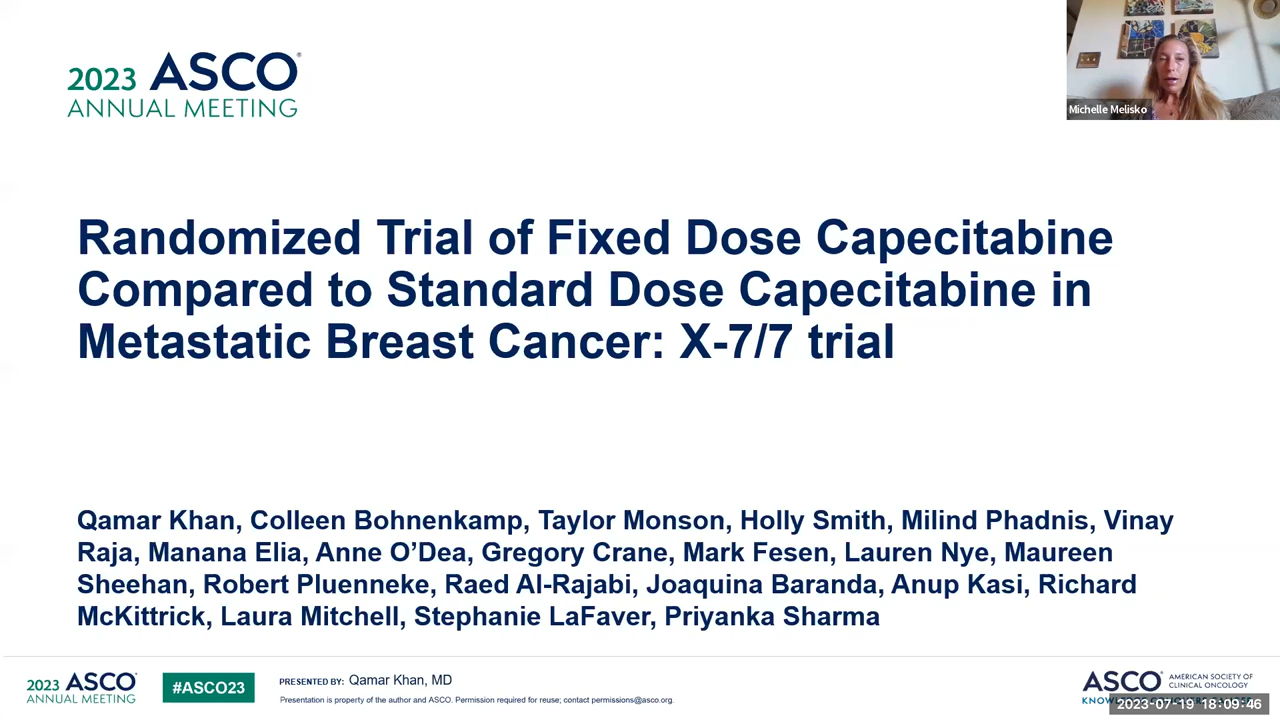 2023 ASCO®
ANNUAL MEETING
Michelle Melisko
Randomized Trial of Fixed Dose Capecitabine
Compared to Standard Dose Capecitabine in
Metastatic Breast Cancer: X-7/7 trial
Qamar Khan, Colleen Bohnenkamp, Taylor Monson, Holly Smith, Milind Phadnis, Vinay
Raja, Manana Elia, Anne O’Dea, Gregory Crane, Mark Fesen, Lauren Nye, Maureen
Sheehan, Robert Pluenneke, Raed Al-Rajabi, Joaquina Baranda, Anup Kasi, Richard
McKittrick, Laura Mitchell, Stephanie LaFaver, Priyanka Sharma
2023 ASCO®
ANNUAL MEETING
#ASCO23
PRESENTED BY: Qamar Khan, MD
Presentation is property of the author and ASCO. Permission required for reuse; contact permissions@asco.org.
ASCO® AMERICAN SOCIETY OF
CLINICAL ONCOLOGY
2023-07-19 18:09:46